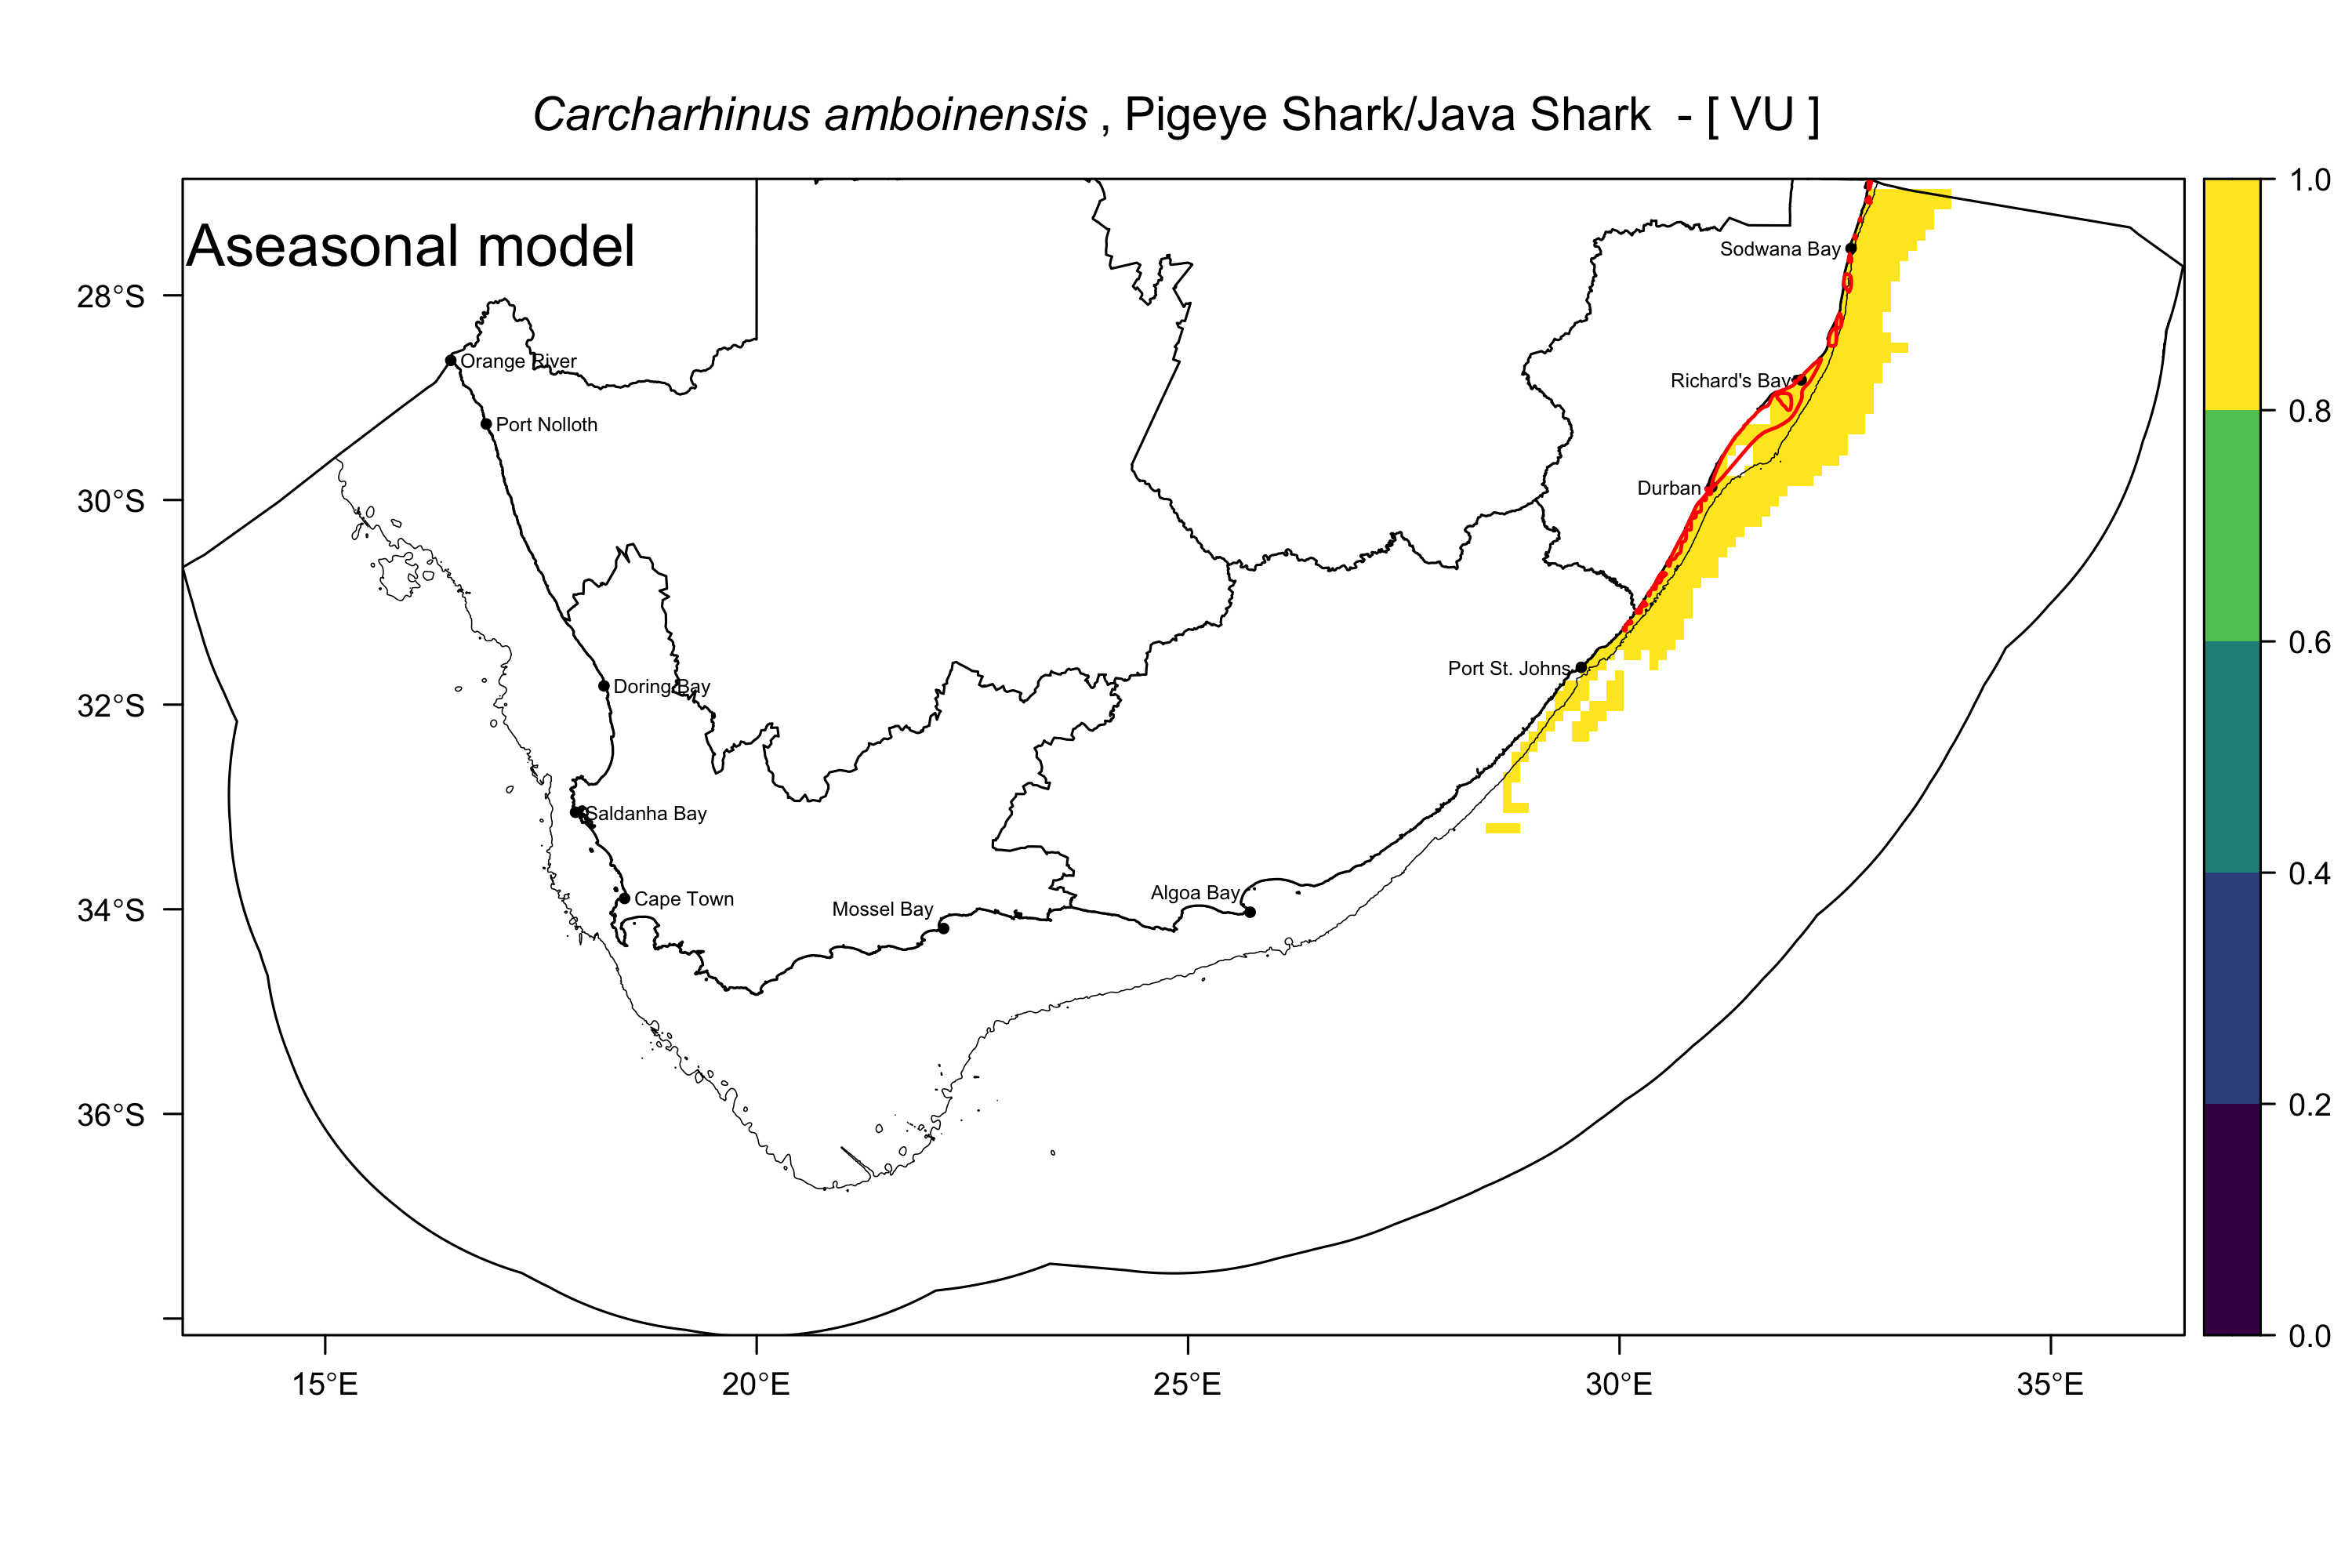 Carcharhinus amboinensis , Pigeye Shark/Java Shark - [ VU ]
Aseasonal model
1.0
0.8
0.6
0.4
0.2
0.0
28°S
30°S
32°S
34°S
36°S
15°E
20°E
25°E
30°E
35°E
Sodwana Bay
Orange River
Richard's Bay
Port Nolloth
Durban
Port St. Johns
Doring Bay
Saldanha Bay
Cape Town
Mossel Bay
Algoa Bay